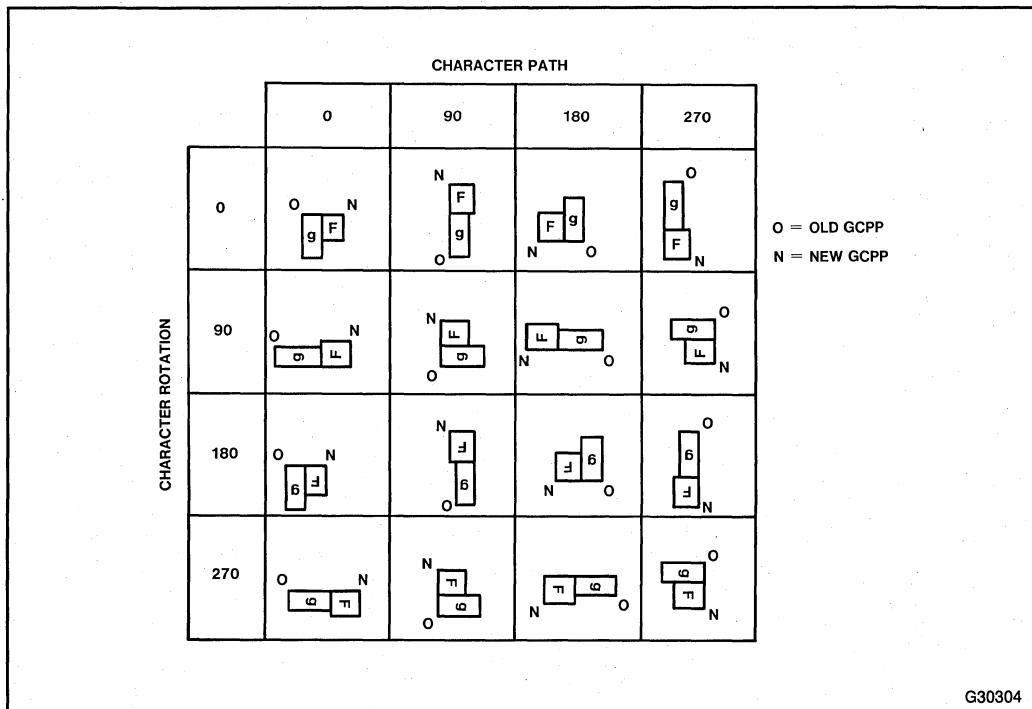 CHARACTER PATH
0 90 180 270
CHARACTER ROTATION
0
O N
g F
N
F
g
O
F g
N O
O
g
F
N
O = OLD GCPP
N = NEW GCPP
90
O N
g F
N
F
g
O
F g
N O
O
g
F
N
180
O N
g F
N
F
g
O
F g
N O
O
g
F
N
270
O N
g F
N
F
g
O
F g
N O
O
g
F
N
G30304